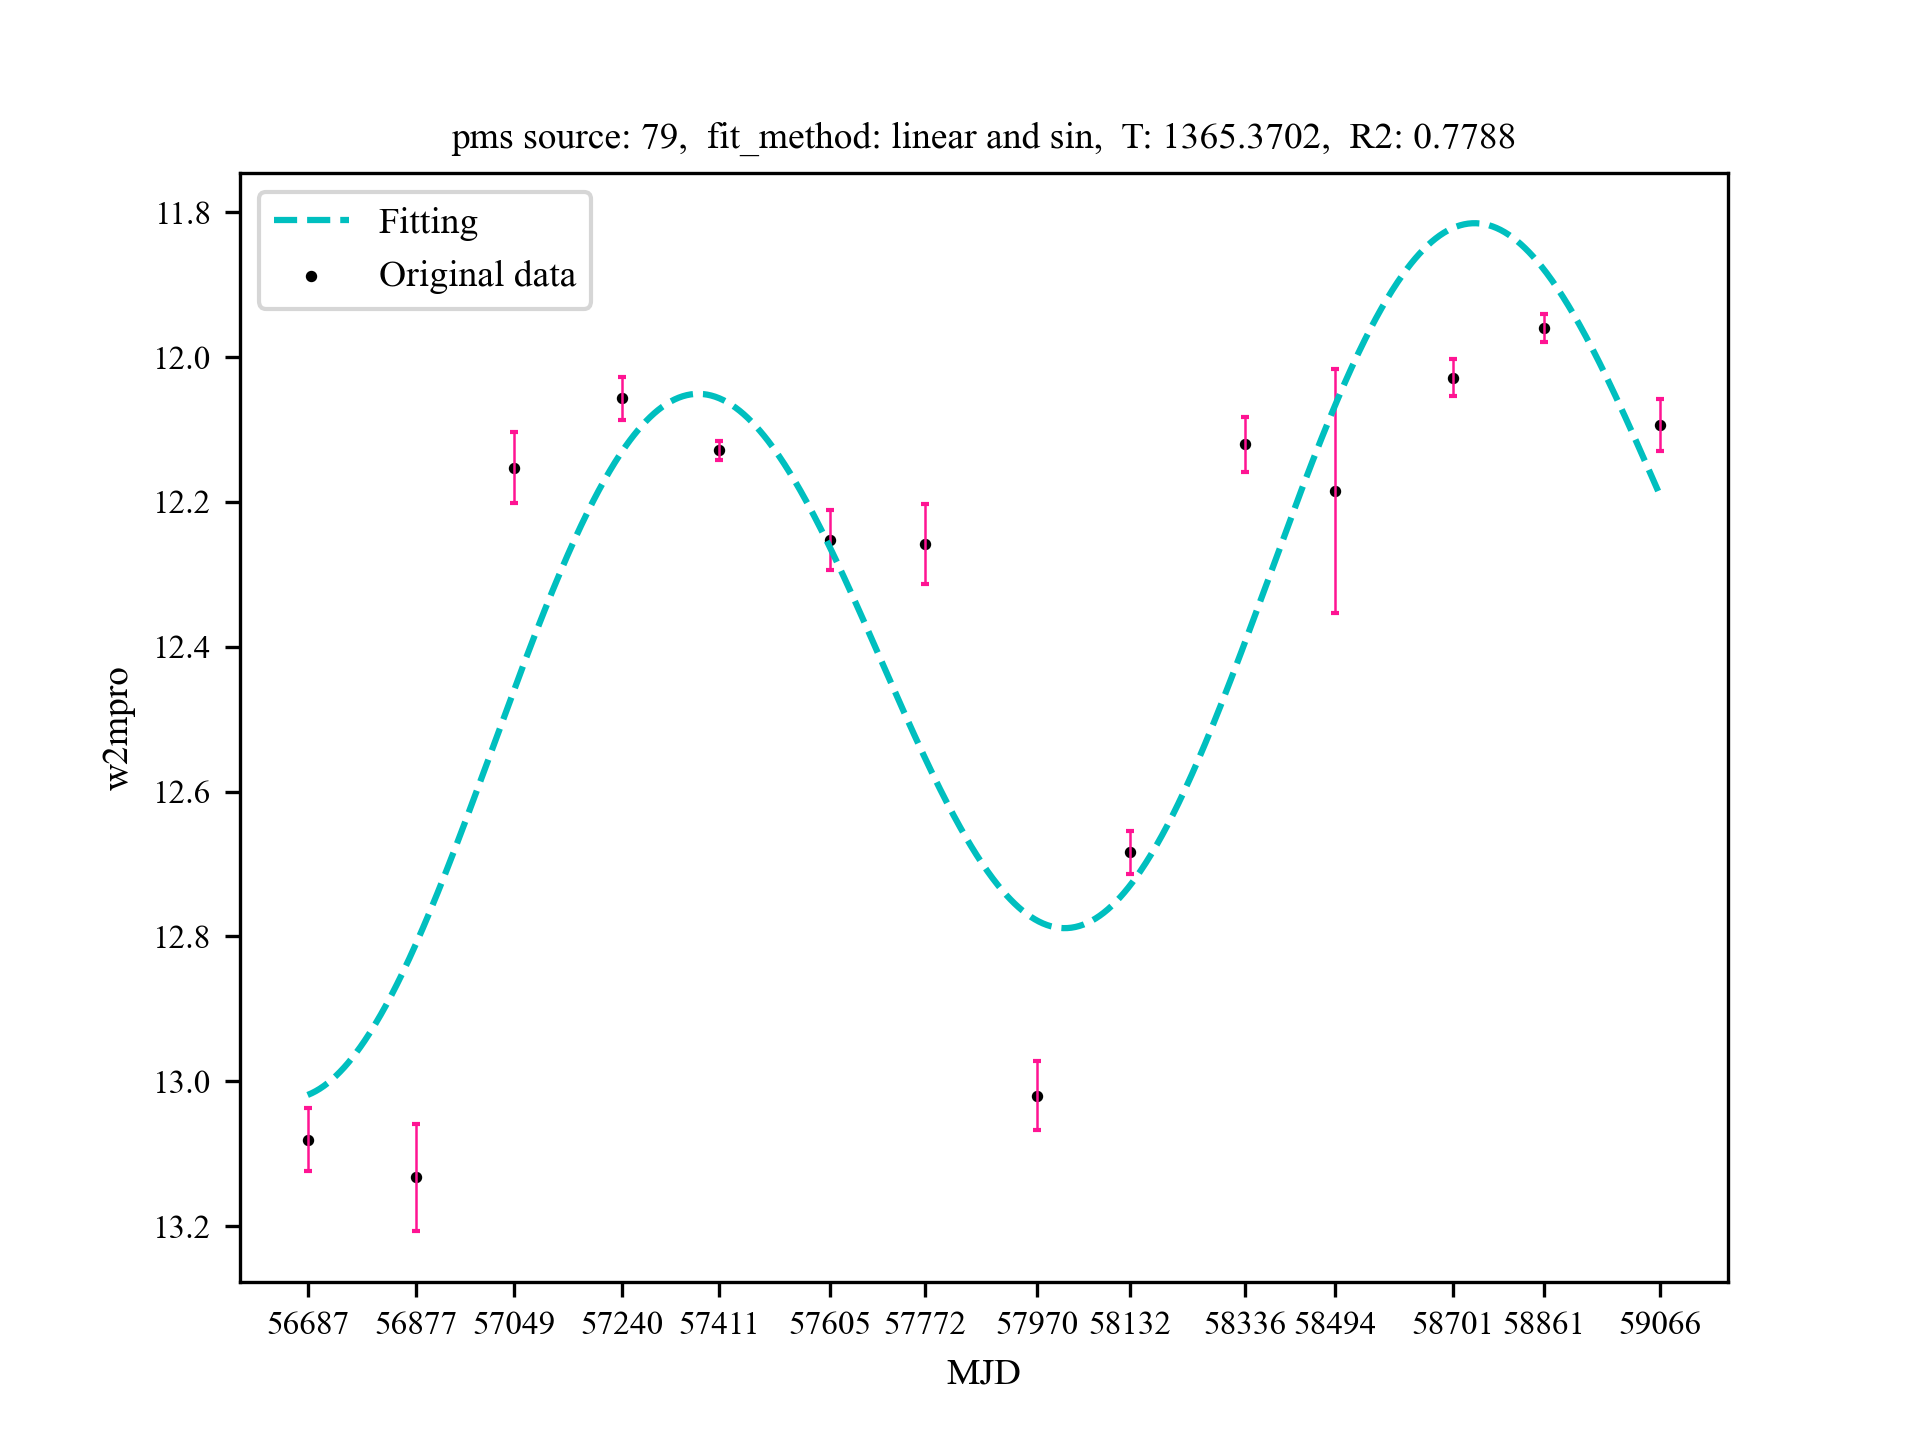 pms source: 79,  fit_method: linear and sin,  T: 1365.3702,  R2: 0.7788
Fitting
Original data
11.8
12.0
12.2
12.4
12.6
12.8
13.0
13.2
w2mpro
56687 56877 57049 57240 57411 57605 57772 57970 58132 58336 58494 58701 58861 59066
MJD